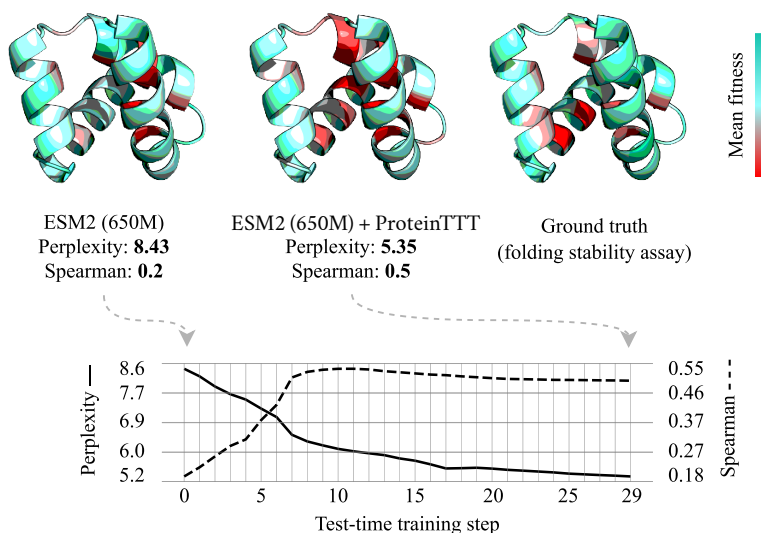 Mean fitness
ESM2 (650M)
Perplexity: 8.43
Spearman: 0.2
ESM2 (650M) + ProteinTTT
Perplexity: 5.35
Spearman: 0.5
Ground truth
(folding stability assay)
Perplexity
8.6
7.7
6.9
6.0
5.2
0.55
0.46
0.37
0.27
0.18
Spearman
0 5 10 15 20 25 29
Test-time training step